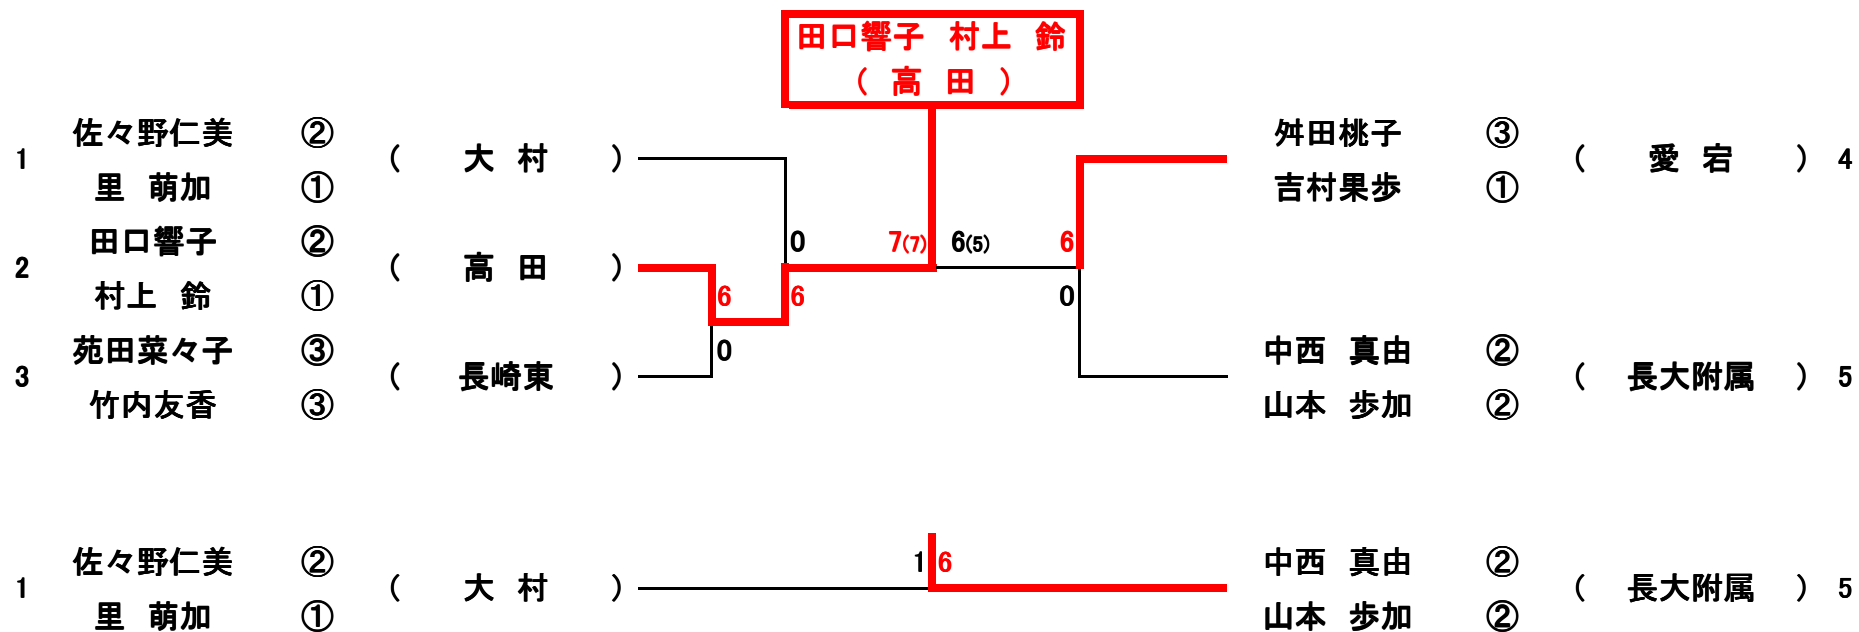 田口響子　村上　鈴
（　高　田　）
佐々野仁美　②
1　（　大　村　）
里　萌加　①
田口響子　②
2　（　高　田　）
村上　鈴　①
苑田菜々子　③
3　（　長崎東　）
竹内友香　③
0
7(7)　6(5)　6
6　6　0
0
舛田桃子　③
（　愛　宕　）　4
吉村果歩　①
中西　真由　②
（　長大附属　）　5
山本　歩加　②
佐々野仁美　②
1　（　大　村　）
里　萌加　①
1　6
中西　真由　②
（　長大附属　）　5
山本　歩加　②